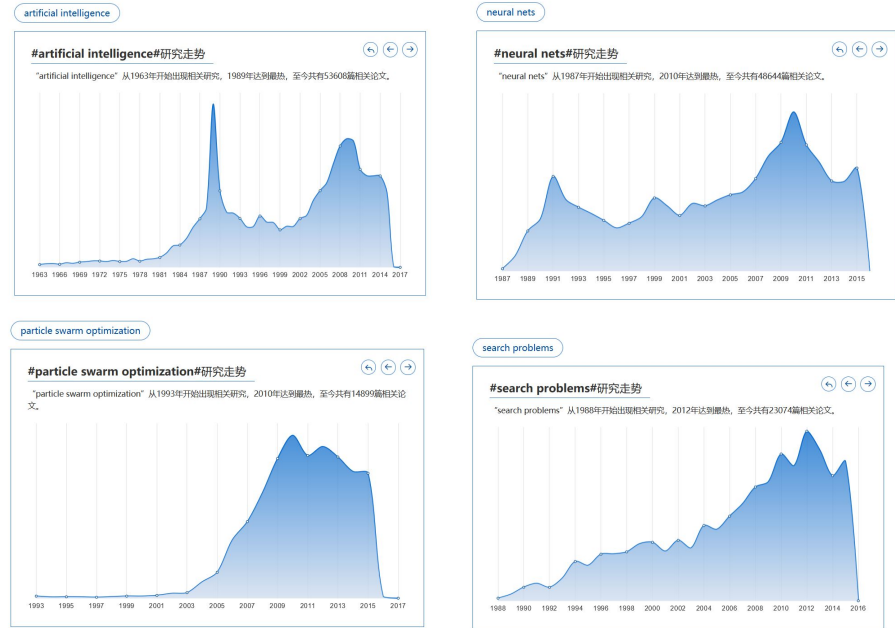 artificial intelligence
#artificial intelligence#研究走势
“artificial intelligence”从1963年开始出现相关研究，1989年达到最热，至今共有53608篇相关论文。
1963 1966 1969 1972 1975 1978 1981 1984 1987 1990 1993 1996 1999 2002 2005 2008 2011 2014 2017
neural nets
#neural nets#研究走势
“neural nets”从1987年开始出现相关研究，2010年达到最热，至今共有48644篇相关论文。
1987 1989 1991 1993 1995 1997 1999 2001 2003 2005 2007 2009 2011 2013 2015
particle swarm optimization
#particle swarm optimization#研究走势
“particle swarm optimization”从1993年开始出现相关研究，2010年达到最热，至今共有14899篇相关论
文。
1993 1995 1997 1999 2001 2003 2005 2007 2009 2011 2013 2015 2017
search problems
#search problems#研究走势
“search problems”从1988年开始出现相关研究，2012年达到最热，至今共有23074篇相关论文。
1988 1990 1992 1994 1996 1998 2000 2002 2004 2006 2008 2010 2012 2014 2016